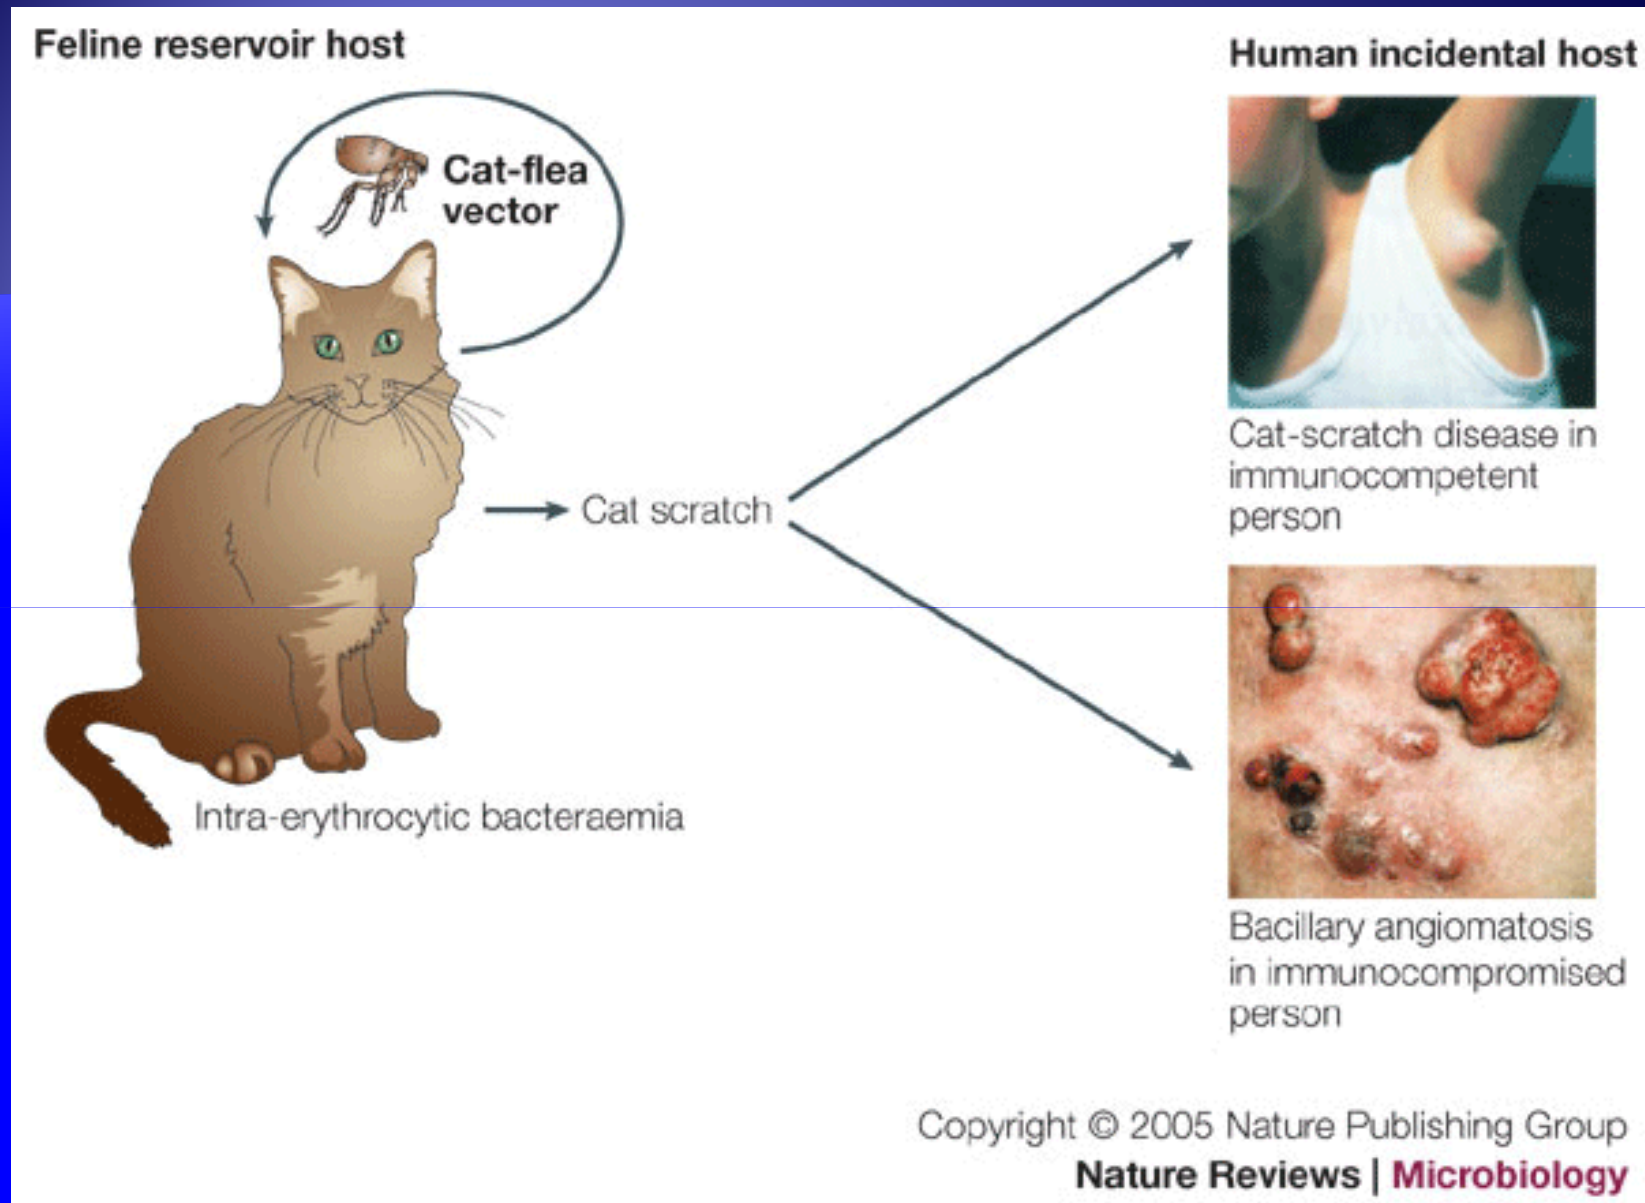 Feline reservoir host
Cat-flea
vector
Cat scratch
Intra-erythrocytic bacteraemia
Human incidental host
Cat-scratch disease in
immunocompetent
person
Bacillary angiomatosis
in immunocompromised
person
Copyright © 2005 Nature Publishing Group
Nature Reviews | Microbiology